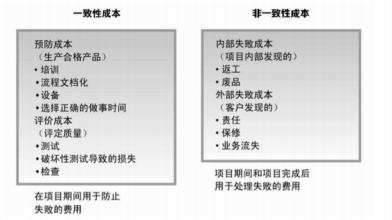 一致性成本
预防成本
（生产合格产品）
•培训
•流程文档化
•设备
•选择正确的做事时间
评价成本
（评定质量）
•测试
•破坏性测试导致的损失
•检查
在项目期间用于防止
失败的费用
非一致性成本
内部失败成本
（项目内部发现的）
•返工
•废品
外部失败成本
（客户发现的）
•责任
•保修
•业务流失
项目期间和项目完成后
用于处理失败的费用